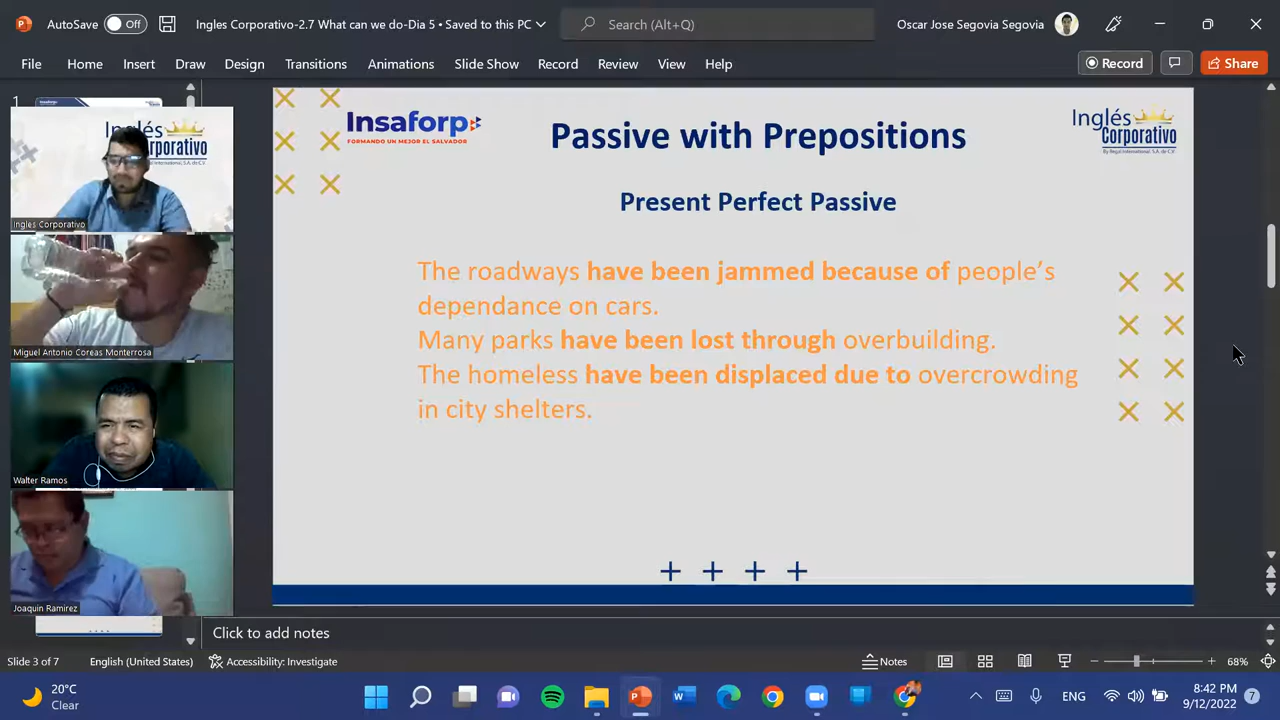 AutoSave Off Ingles Corporativo-2.7 What can we do-Dia 5 • Saved to this PC Search (Alt+Q) Oscar Jose Segovia Segovia
File Home Insert Draw Design Transitions Animations Slide Show Record Review View Help Record Share
1
Insaforp
FORMANDO UN MEJOR EL SALVADOR
Passive with Prepositions
Inglés
Corporativo
Present Perfect Passive
The roadways have been jammed because of people's
dependance on cars.
Many parks have been lost through overbuilding.
The homeless have been displaced due to overcrowding
in city shelters.
+ + + +
Inglés
Ingles Corporativo
Miguel Antonio Coreas Monterrosa
Walter Ramos
Joaquin Ramirez
Click to add notes
Slide 3 of 7 English (United States) Accessibility: Investigate Notes 68%
20°C
Clear
ENG
8:42 PM
9/12/2022
7